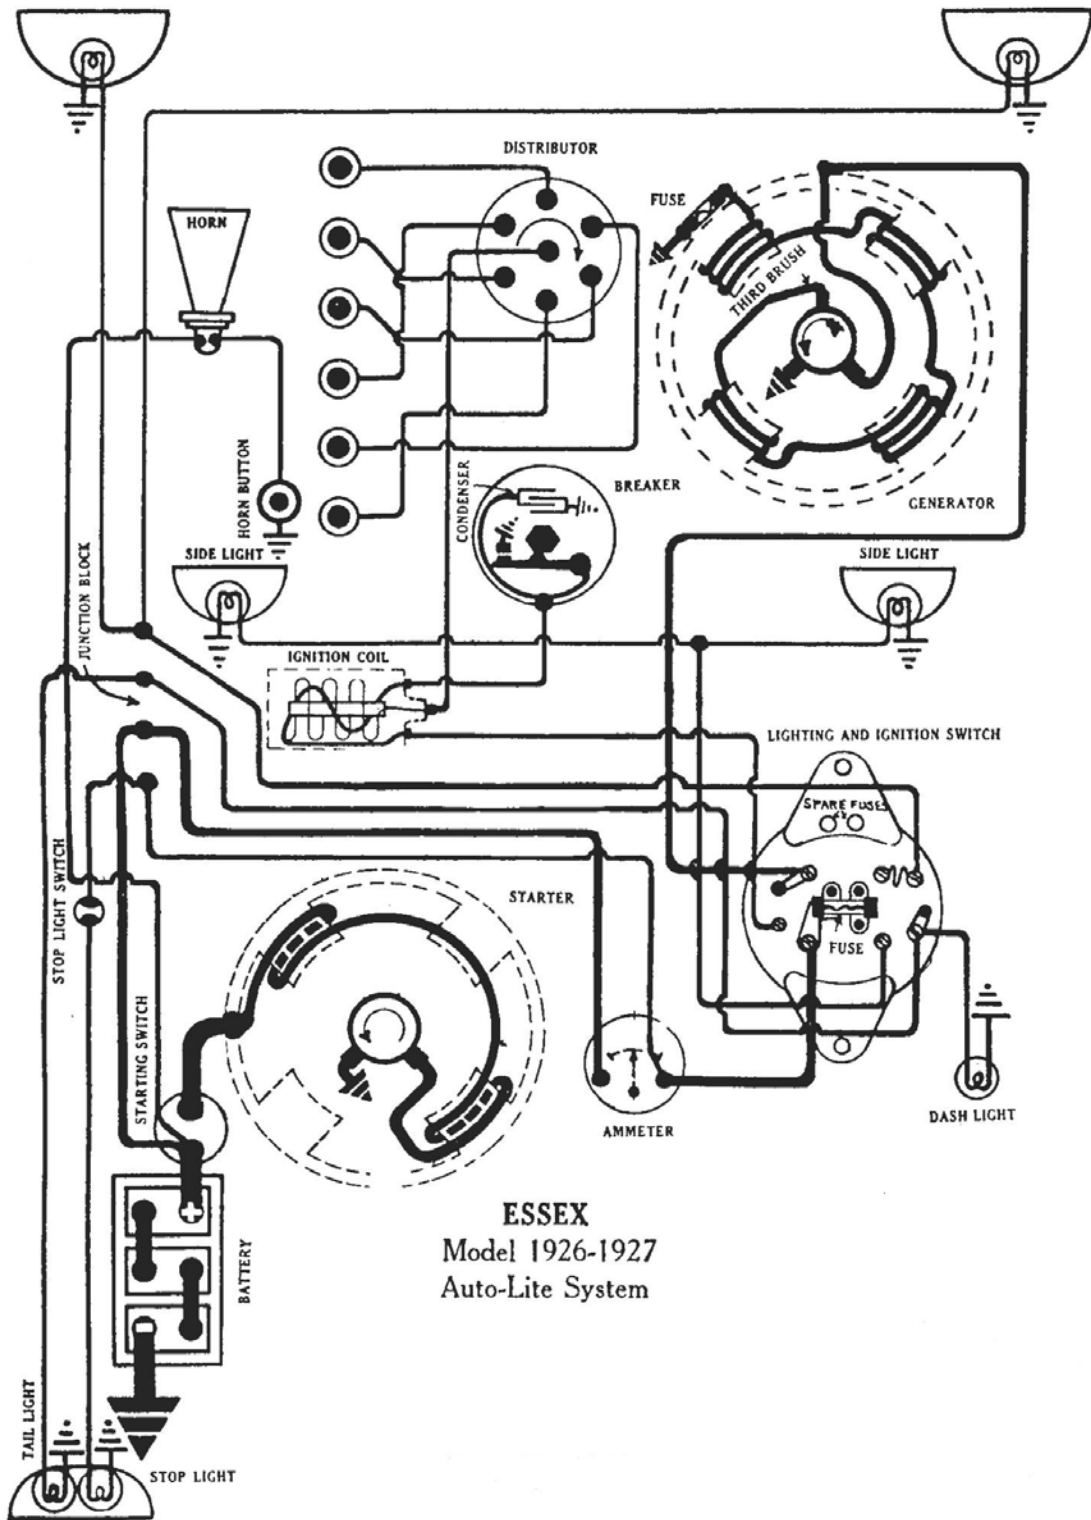 DISTRIBUTOR
FUSE
HORN
THIRD BRUSH
HORN BUTTON
CONDENSER
BREAKER
GENERATOR
SIDE LIGHT
SIDE LIGHT
JUNCTION BLOCK
IGNITION COIL
LIGHTING AND IGNITION SWITCH
SPARE FUSES
STOP LIGHT SWITCH
STARTER
FUSE
STARTING SWITCH
AMMETER
DASH LIGHT
BATTERY
ESSEX
Model 1926-1927
Auto-Lite System
TAIL LIGHT
STOP LIGHT